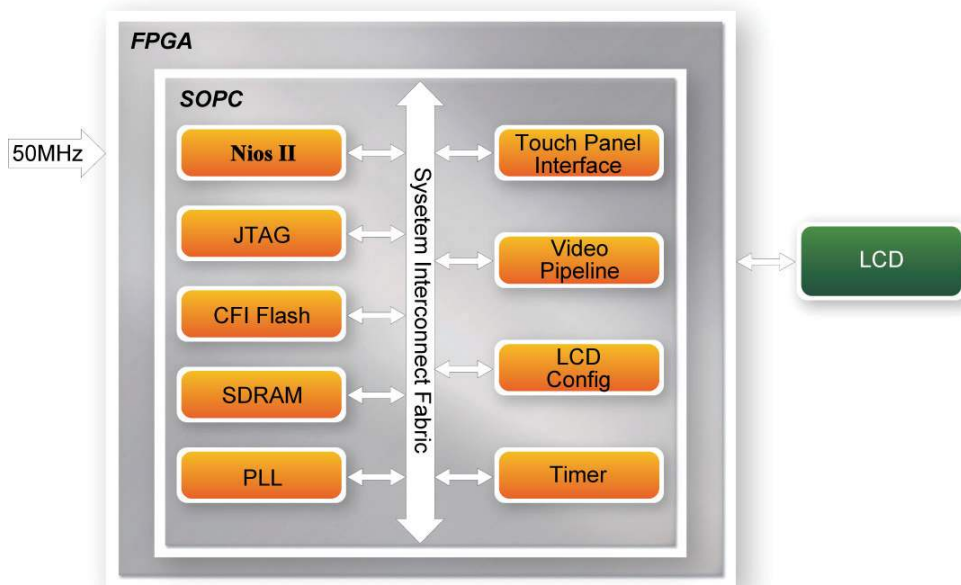 FPGA
SOPC
50MHz
Nios II
JTAG
CFI Flash
SDRAM
PLL
Sysetem Interconnect Fabric
Touch Panel
Interface
Video
Pipeline
LCD
Config
Timer
LCD